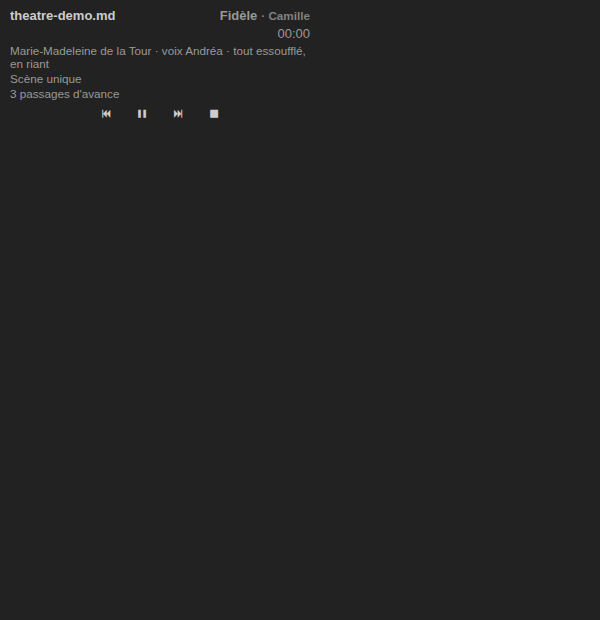 theatre-demo.md Fidèle · Camille
00:00
Marie-Madeleine de la Tour · voix Andréa · tout essoufflé,
en riant
Scène unique
3 passages d'avance